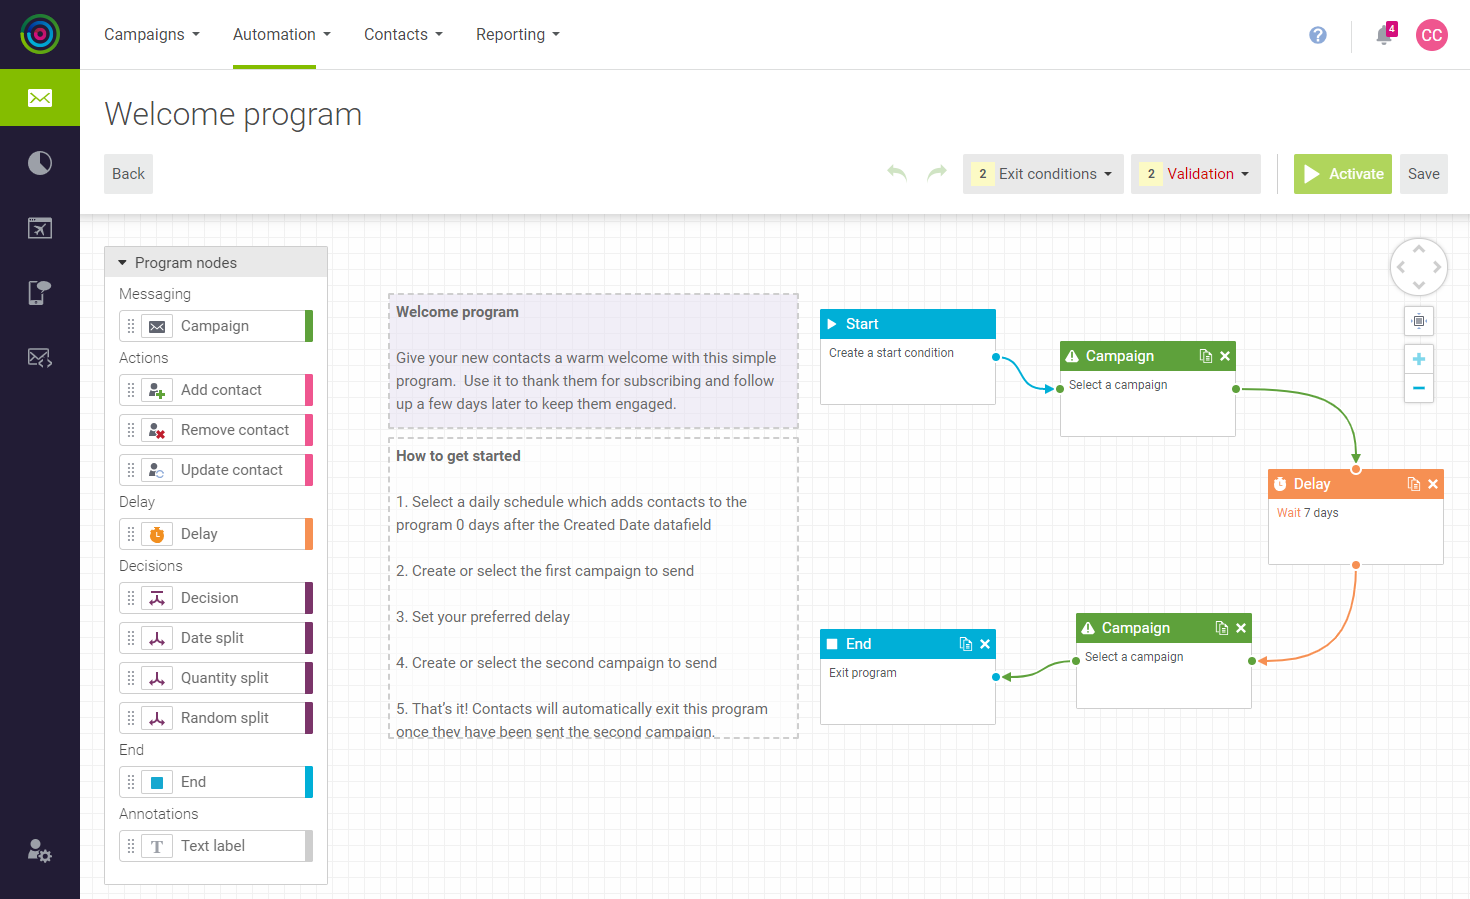 Campaigns
Automation
Contacts
Reporting
?
4
CC
Welcome program
Back
2 Exit conditions
2 Validation
Activate
Save
Program nodes
Messaging
Campaign
Actions
Add contact
Remove contact
Update contact
Delay
Delay
Decisions
Decision
Date split
Quantity split
Random split
End
End
Annotations
T Text label
Welcome program
Give your new contacts a warm welcome with this simple
program.  Use it to thank them for subscribing and follow
up a few days later to keep them engaged.
How to get started
1. Select a daily schedule which adds contacts to the
program 0 days after the Created Date datafield
2. Create or select the first campaign to send
3. Set your preferred delay
4. Create or select the second campaign to send
5. That’s it! Contacts will automatically exit this program
once they have been sent the second campaign.
Start
Create a start condition
Campaign
Select a campaign
Delay
Wait 7 days
Campaign
Select a campaign
End
Exit program